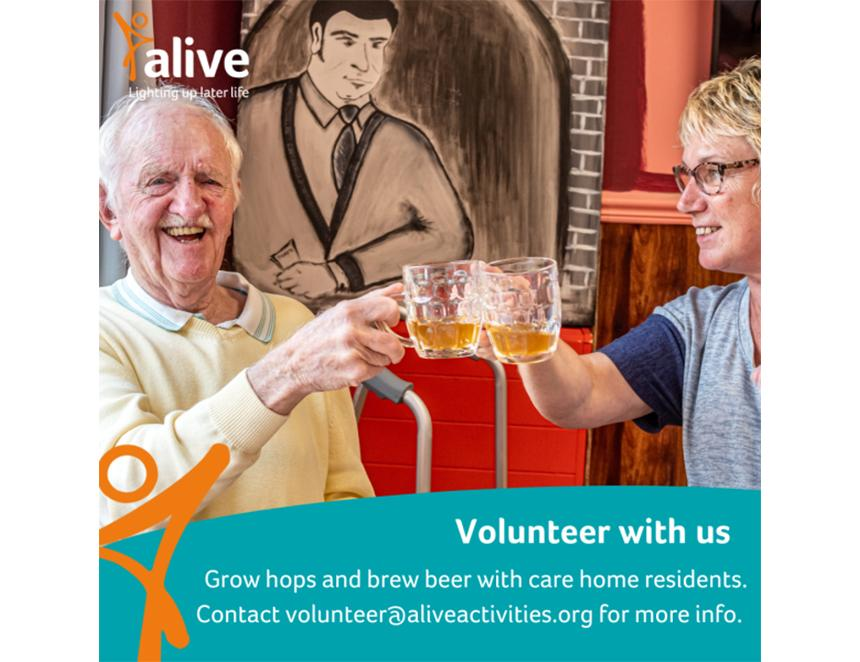 alive
Lighting up later life
Volunteer with us
Grow hops and brew beer with care home residents.
Contact volunteer@aliveactivities.org for more info.